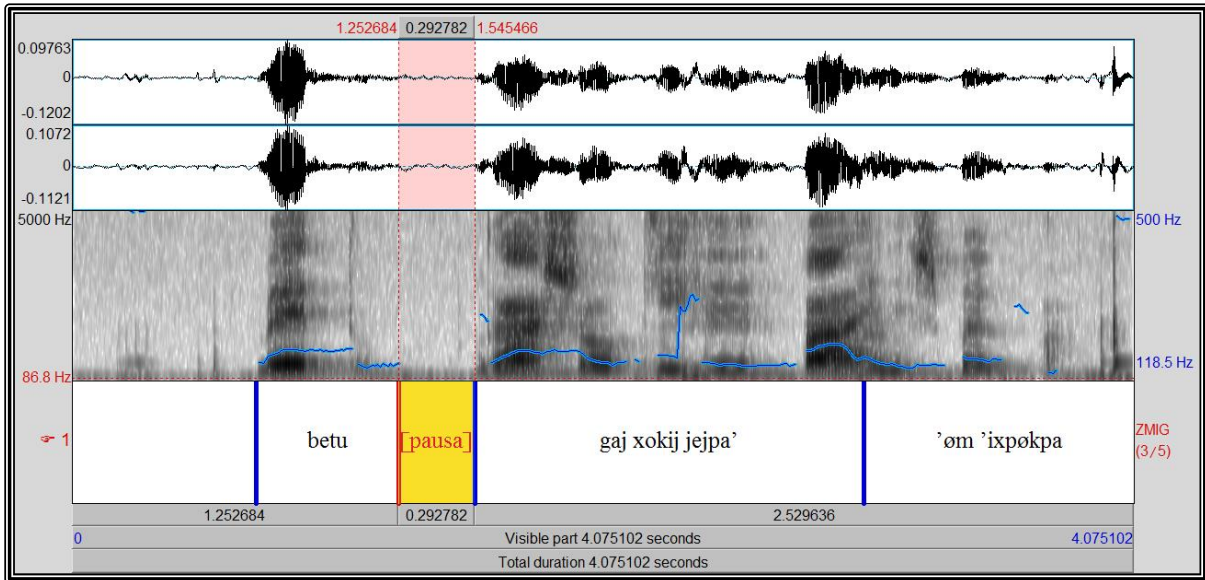 1.252684 0.292782 1.545466
0.09763
0
-0.1202
0.1072
0
-0.1121
5000 Hz 500 Hz
86.8 Hz 118.5 Hz
1 betu [pausa] gaj xokij jejpa’ ’øm ’ixpøkpa ZMIG
(3/5)
1.252684 0.292782 2.529636
0 Visible part 4.075102 seconds 4.075102
Total duration 4.075102 seconds